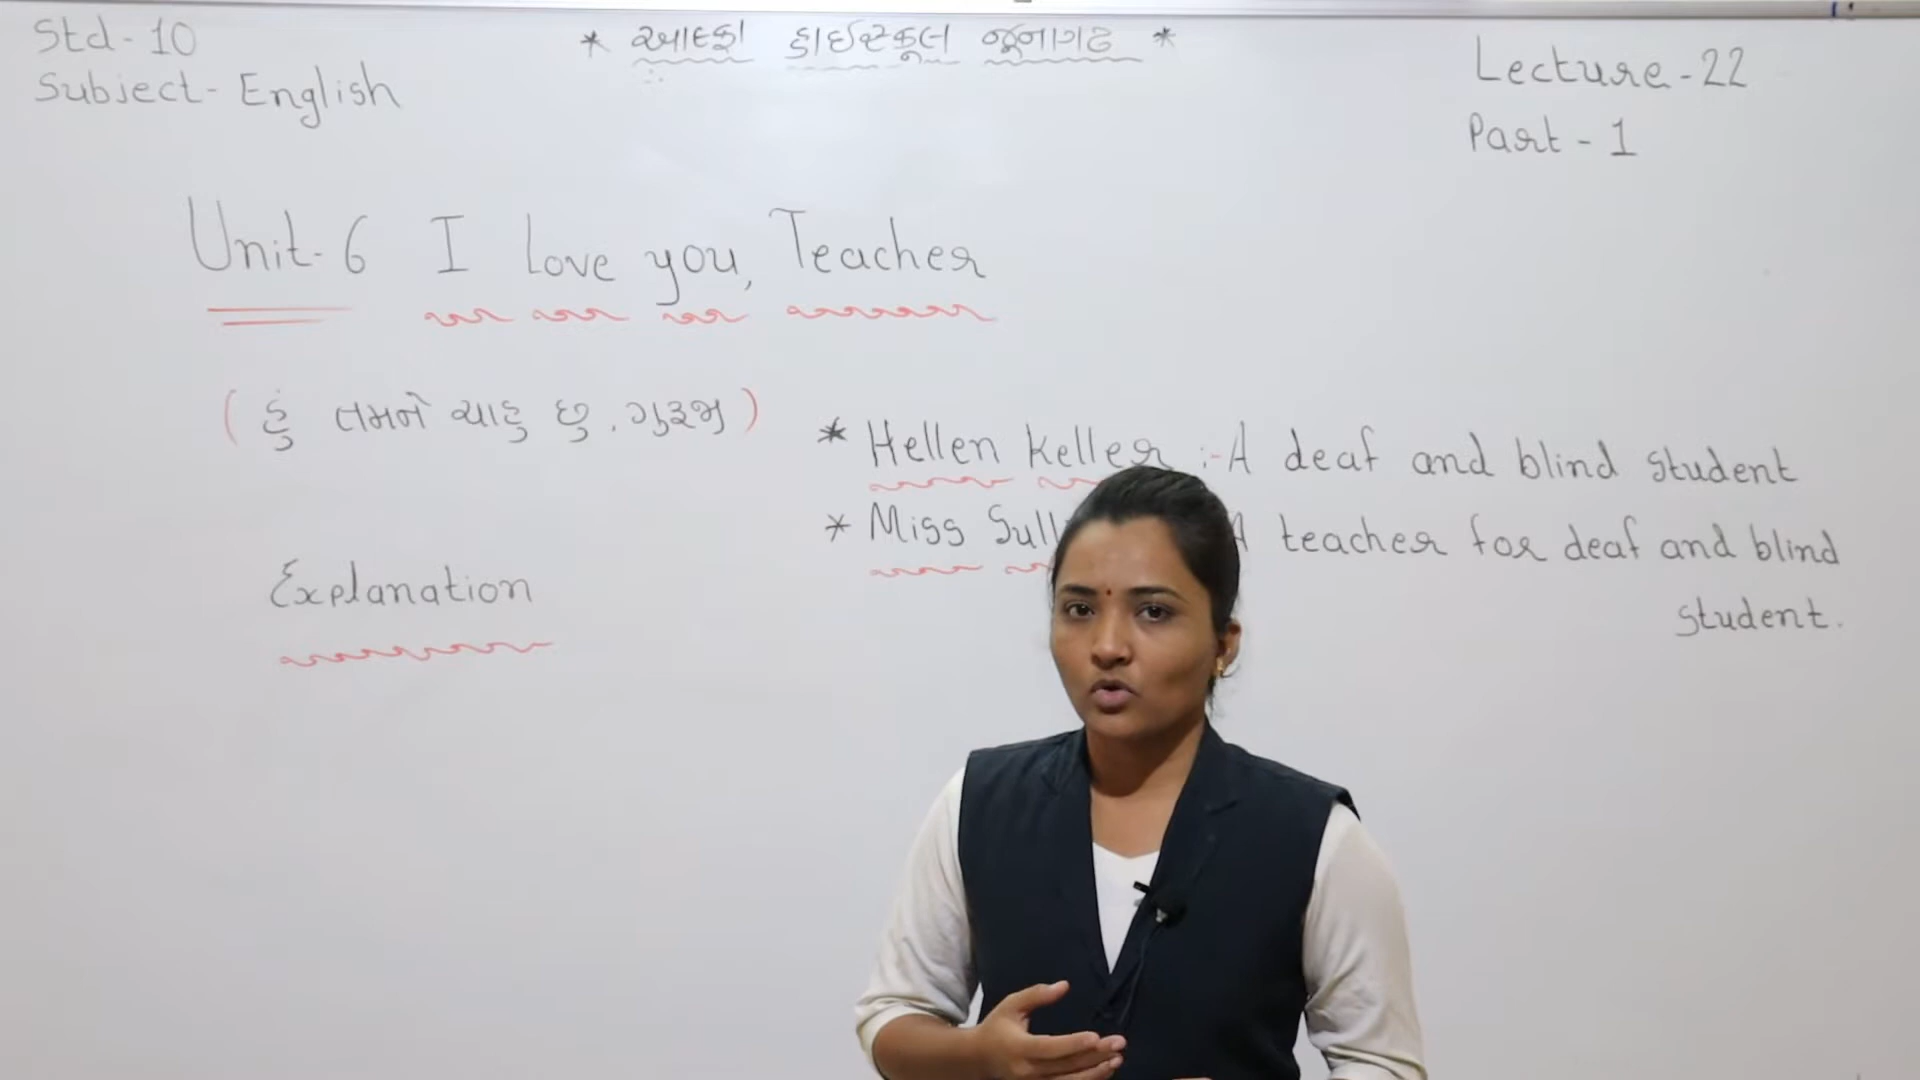 Std - 10
* આલ્ફા હાઈસ્કૂલ જૂનાગઢ *
Lecture - 22
Subject - English
Part - 1
Unit - 6 I Love you, Teacher
( હું તમને ચાહુ છુ, ગુરૂજી )
* Hellen Keller :- A deaf and blind student
* Miss A teacher for deaf and blind
student.
Explanation